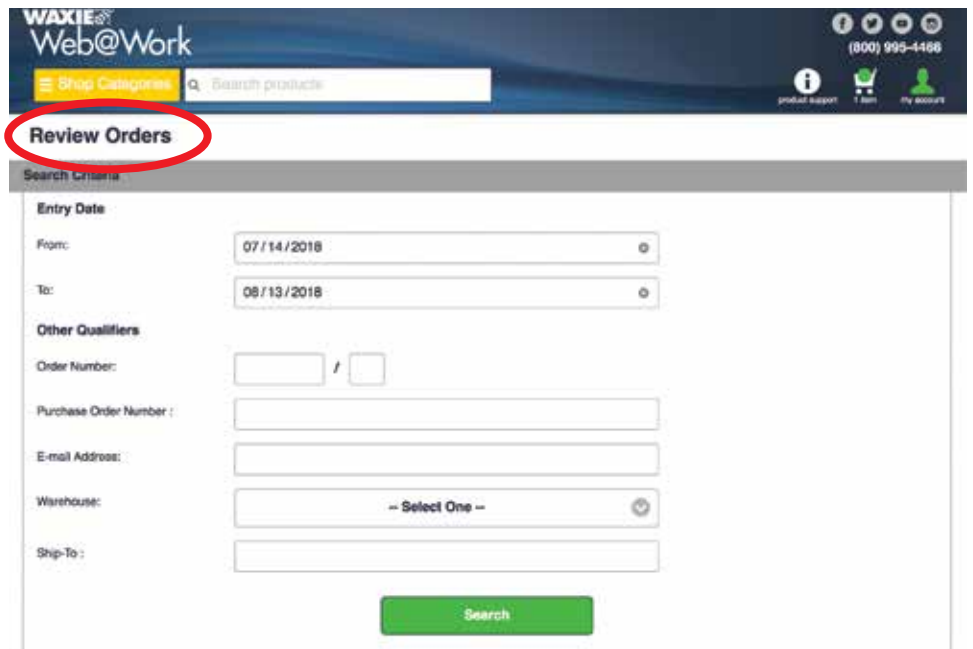 WAXIE
Web@Work
(800) 995-4466
Shop Categories
Search products
product support
1 item
my account
Review Orders
Search Criteria
Entry Date
From:
07/14/2018
To:
08/13/2018
Other Qualifiers
Order Number:
/
Purchase Order Number :
E-mail Address:
Warehouse:
-- Select One --
Ship-To :
Search